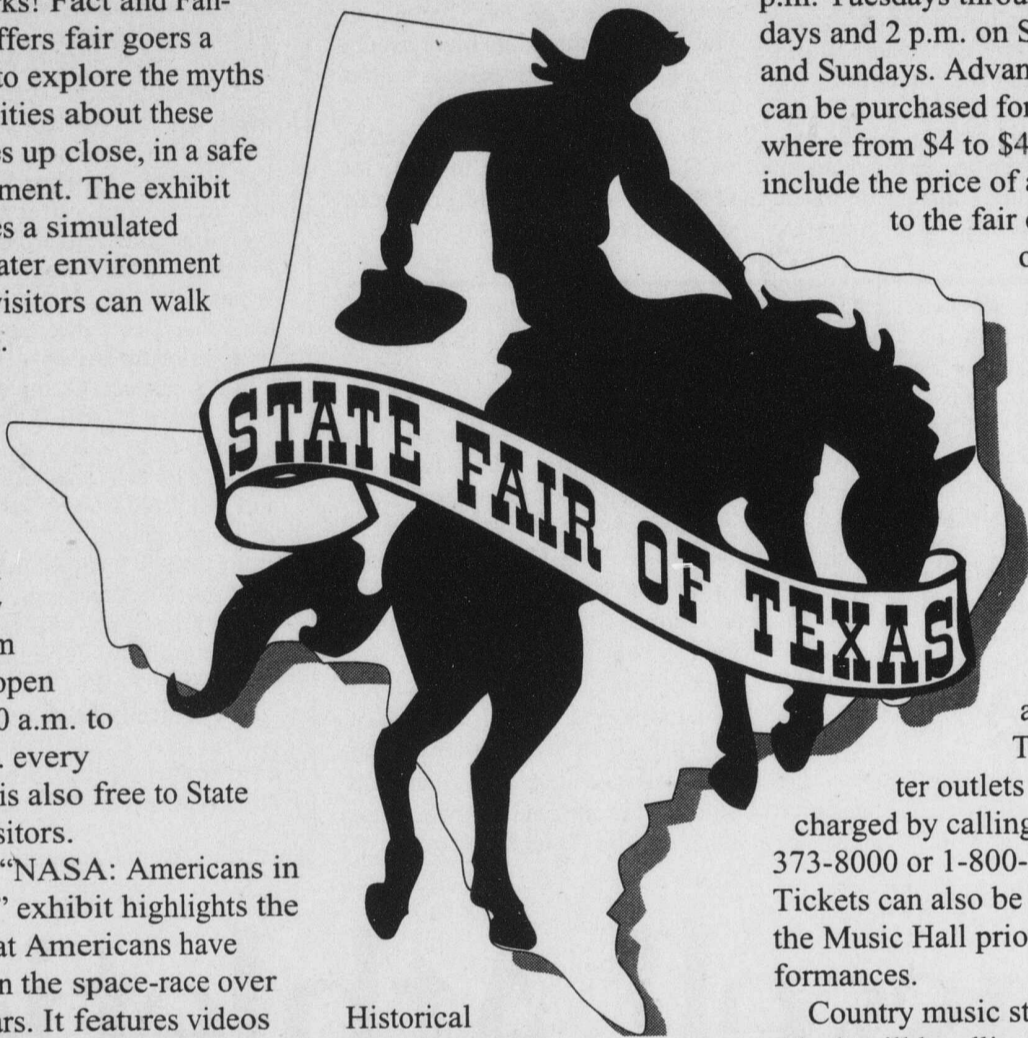 ks! Fact and Fan-
ffers fair goers a
to explore the myths
ities about these
s up close, in a safe
ment. The exhibit
es a simulated
ater environment
visitors can walk
.
m
open
0 a.m. to
. every
is also free to State
sitors.
“NASA: Americans in
” exhibit highlights the
at Americans have
n the space-race over
ars. It features videos
STATE FAIR OF TEXAS
Historical
p.m. Tuesdays throu
days and 2 p.m. on S
and Sundays. Advan
can be purchased for
where from $4 to $4
include the price of a
to the fair
ter outlets
charged by calling
373-8000 or 1-800-
Tickets can also be
the Music Hall prio
formances.
Country music st